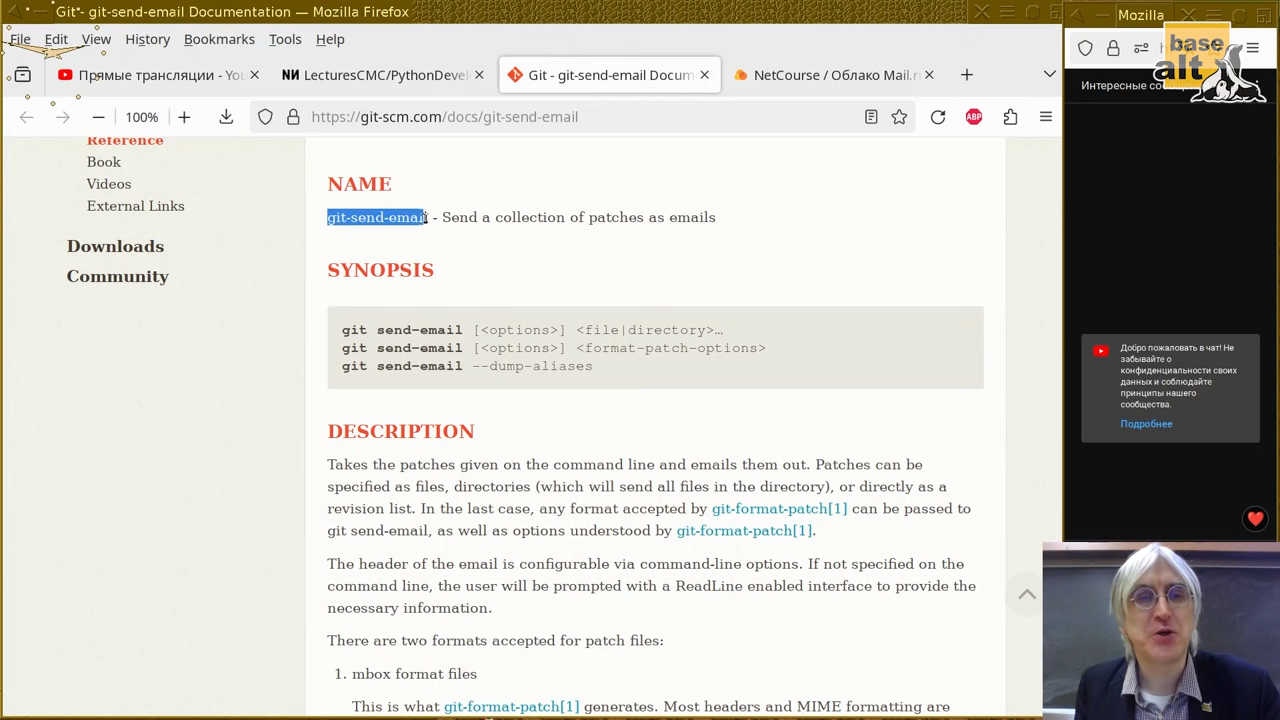 Git - git-send-email Documentation — Mozilla Firefox
Mozilla
File Edit View History Bookmarks Tools Help
base
alt
Прямые трансляции - You
LecturesCMC/PythonDevel
Git - git-send-email Docum
NetCourse / Облако Mail.r
100%
https://git-scm.com/docs/git-send-email
ABP
Reference
Book
Videos
External Links
Downloads
Community
NAME
git-send-email - Send a collection of patches as emails
SYNOPSIS
git send-email [<options>] <file|directory>…
git send-email [<options>] <format-patch-options>
git send-email --dump-aliases
DESCRIPTION
Takes the patches given on the command line and emails them out. Patches can be
specified as files, directories (which will send all files in the directory), or directly as a
revision list. In the last case, any format accepted by git-format-patch[1] can be passed to
git send-email, as well as options understood by git-format-patch[1].
The header of the email is configurable via command-line options. If not specified on the
command line, the user will be prompted with a ReadLine enabled interface to provide the
necessary information.
There are two formats accepted for patch files:
1. mbox format files
This is what git-format-patch[1] generates. Most headers and MIME formatting are
Интересные
Добро пожаловать в чат! Не
забывайте о
конфиденциальности своих
данных и соблюдайте
принципы нашего
сообщества.
Подробнее